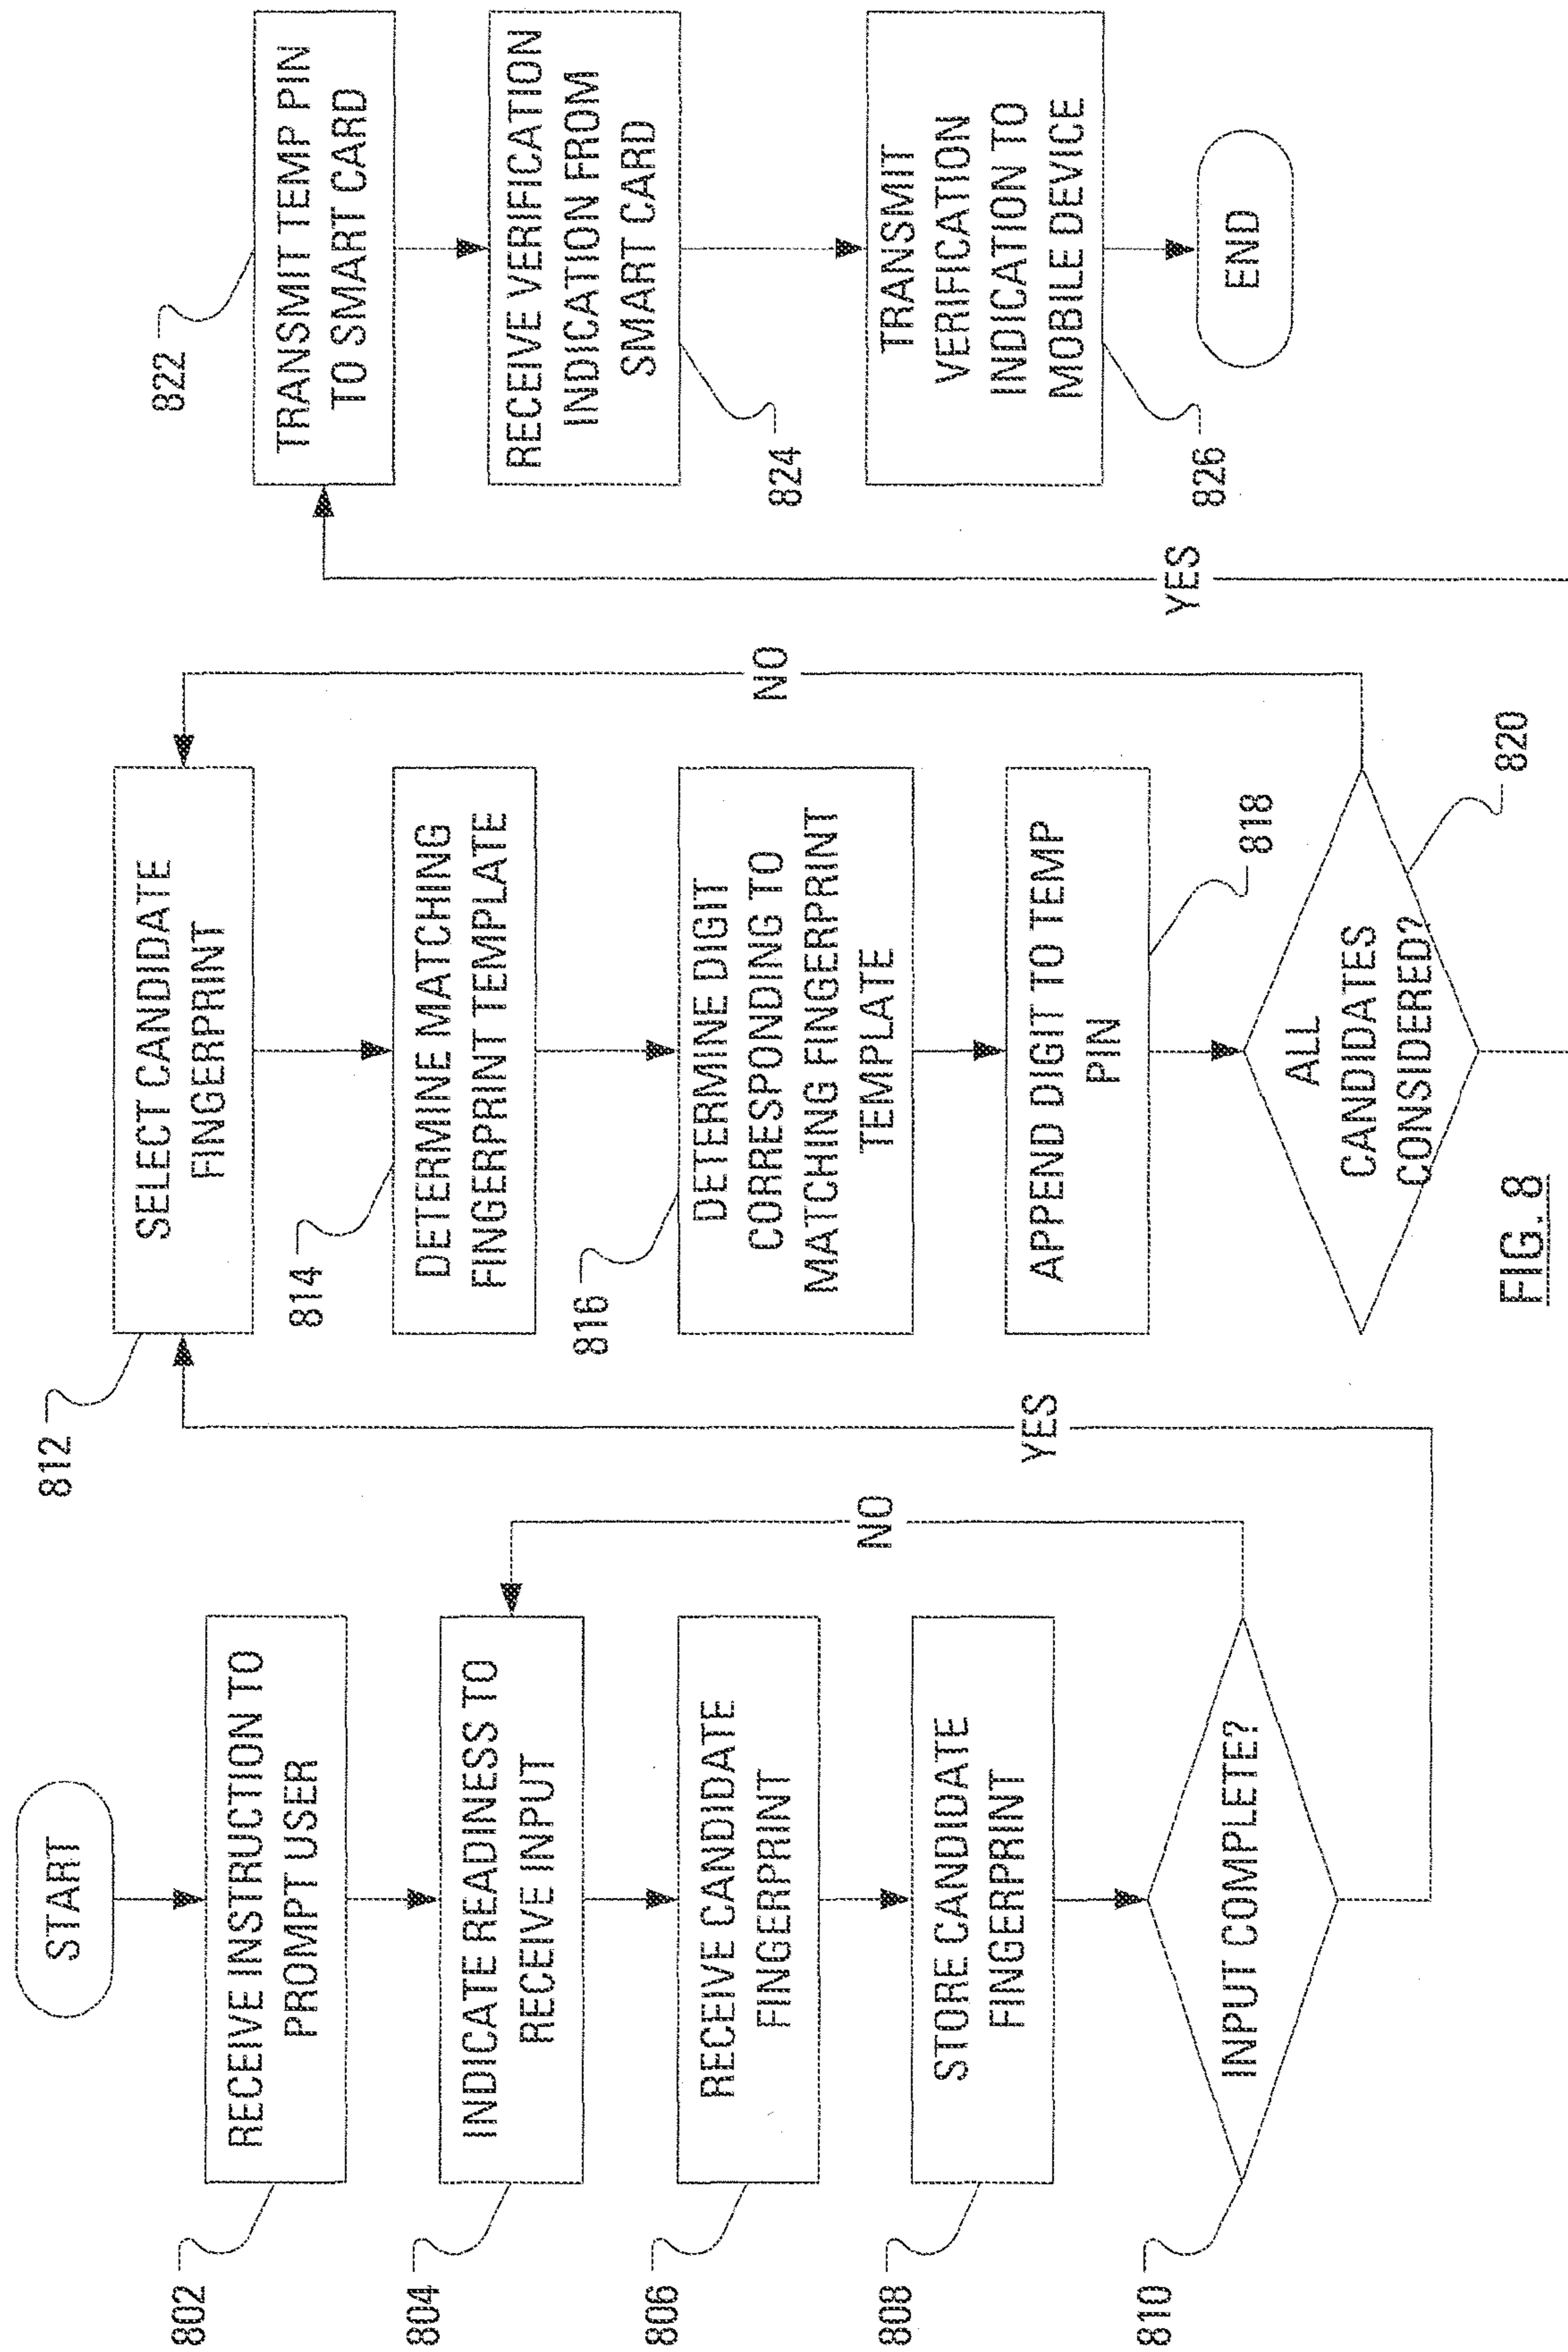 START
802
RECEIVE INSTRUCTION TO
PROMPT USER
804
INDICATE READINESS TO
RECEIVE INPUT
806
RECEIVE CANDIDATE
FINGERPRINT
808
STORE CANDIDATE
FINGERPRINT
810
INPUT COMPLETE?
NO
YES
812
SELECT CANDIDATE
FINGERPRINT
814
DETERMINE MATCHING
FINGERPRINT TEMPLATE
816
DETERMINE DIGIT
CORRESPONDING TO
MATCHING FINGERPRINT
TEMPLATE
APPEND DIGIT TO TEMP
PIN
818
ALL
CANDIDATES
CONSIDERED?
820
NO
YES
822
TRANSMIT TEMP PIN
TO SMART CARD
RECEIVE VERIFICATION
INDICATION FROM
SMART CARD
824
TRANSMIT
VERIFICATION
INDICATION TO
MOBILE DEVICE
826
END
FIG. 8